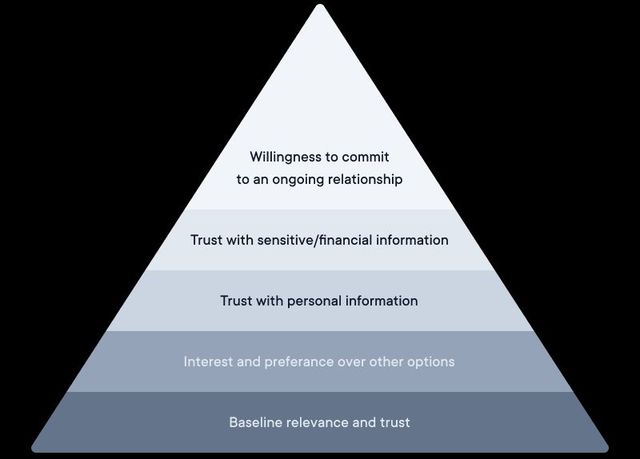 Willingness to commit
to an ongoing relationship
Trust with sensitive/financial information
Trust with personal information
Interest and preferance over other options
Baseline relevance and trust